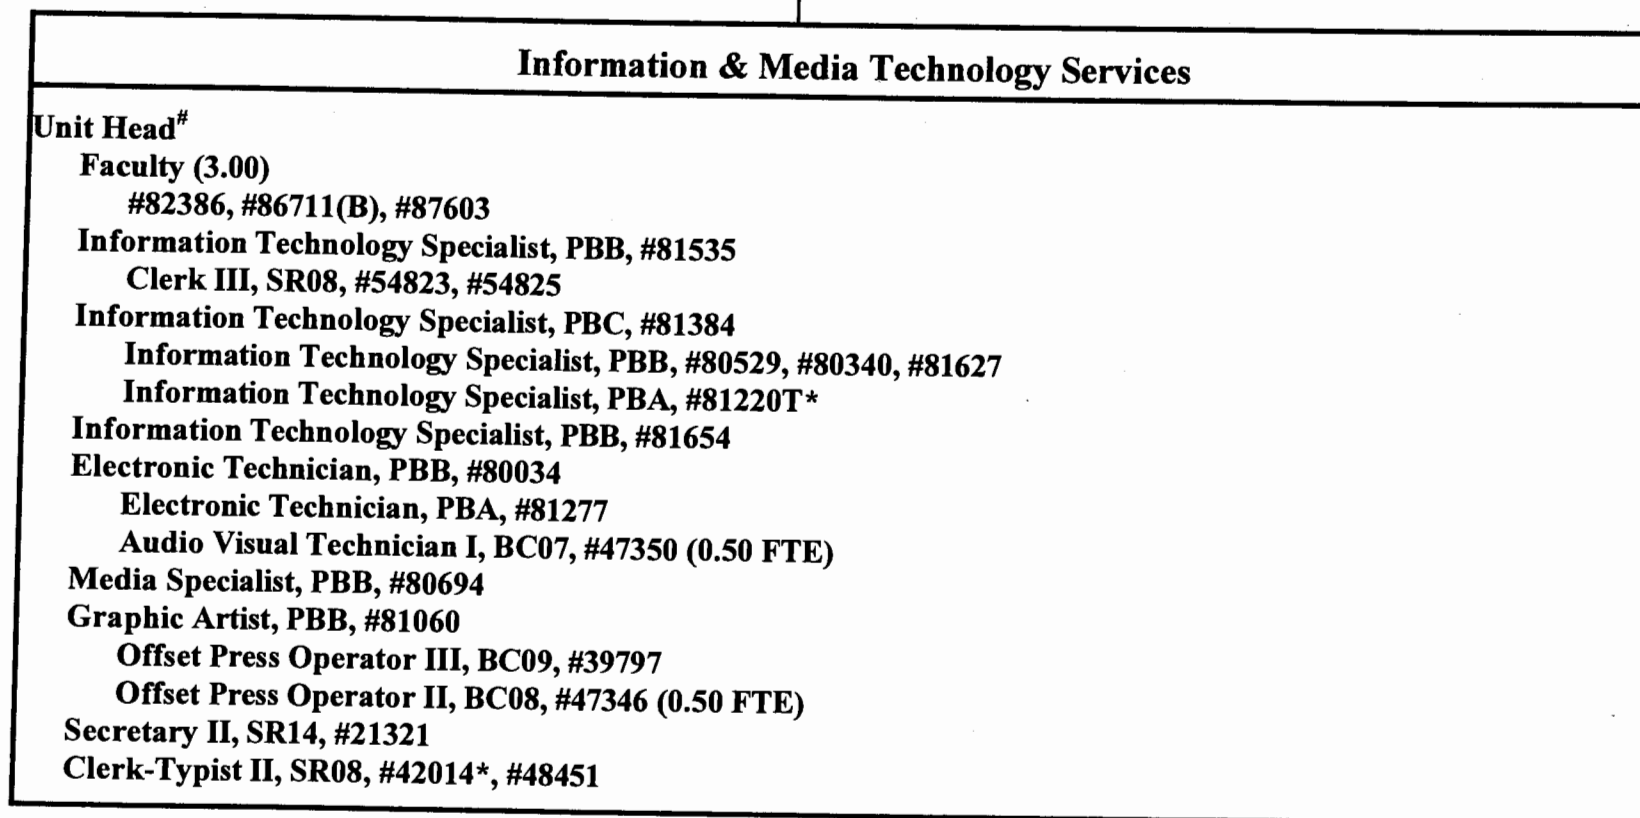 Information & Media Technology Services
Unit Head#
Faculty (3.00)
#82386, #86711(B), #87603
Information Technology Specialist, PBB, #81535
Clerk III, SR08, #54823, #54825
Information Technology Specialist, PBC, #81384
Information Technology Specialist, PBB, #80529, #80340, #81627
Information Technology Specialist, PBA, #81220T*
Information Technology Specialist, PBB, #81654
Electronic Technician, PBB, #80034
Electronic Technician, PBA, #81277
Audio Visual Technician I, BC07, #47350 (0.50 FTE)
Media Specialist, PBB, #80694
Graphic Artist, PBB, #81060
Offset Press Operator III, BC09, #39797
Offset Press Operator II, BC08, #47346 (0.50 FTE)
Secretary II, SR14, #21321
Clerk-Typist II, SR08, #42014*, #48451